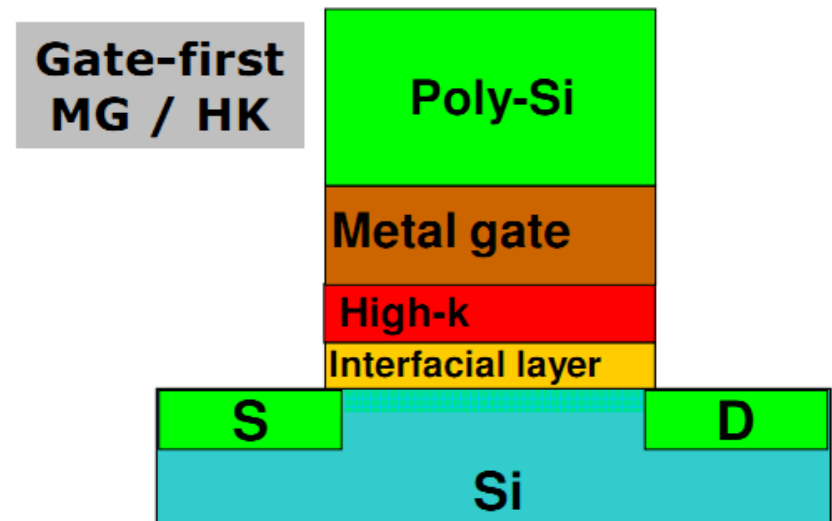 Gate-first
MG / HK
Poly-Si
Metal gate
High-k
Interfacial layer
S
D
Si